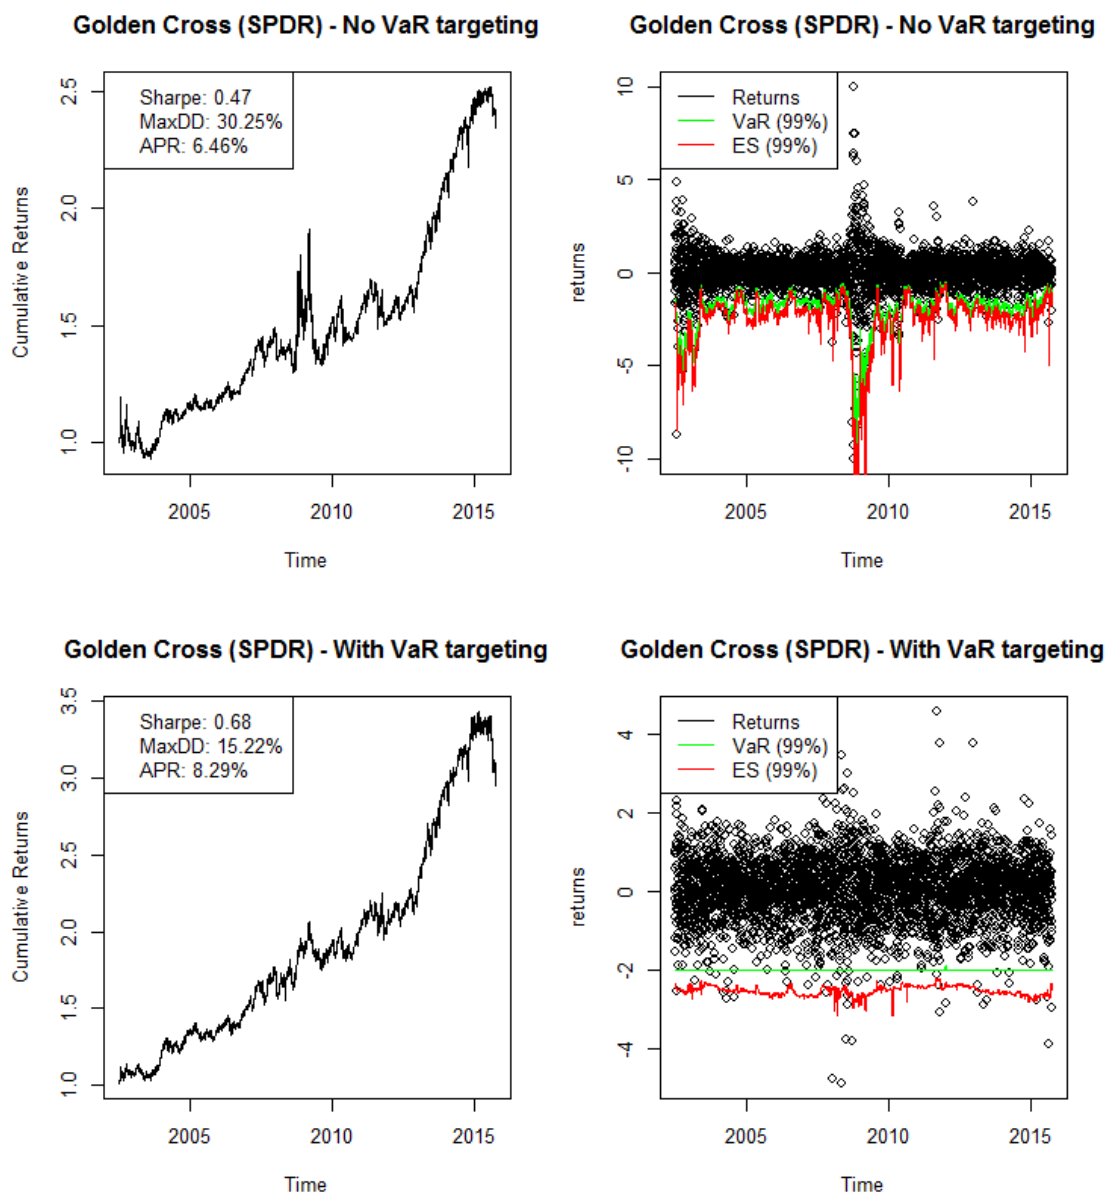 Golden Cross (SPDR) - No VaR targeting
Sharpe: 0.47
MaxDD: 30.25%
APR: 6.46%
Cumulative Returns
2.5
2.0
1.5
1.0
2005 2010 2015
Time
Golden Cross (SPDR) - No VaR targeting
Returns
VaR (99%)
ES (99%)
returns
10
5
0
-5
-10
2005 2010 2015
Time
Golden Cross (SPDR) - With VaR targeting
Sharpe: 0.68
MaxDD: 15.22%
APR: 8.29%
Cumulative Returns
3.5
3.0
2.5
2.0
1.5
1.0
2005 2010 2015
Time
Golden Cross (SPDR) - With VaR targeting
Returns
VaR (99%)
ES (99%)
returns
4
2
0
-2
-4
2005 2010 2015
Time